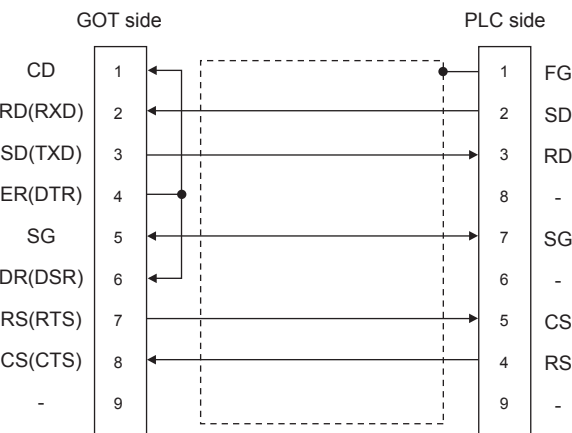 GOT side PLC side
CD 1 1 FG
RD(RXD) 2 2 SD
SD(TXD) 3 3 RD
ER(DTR) 4 8 -
SG 5 7 SG
DR(DSR) 6 6 -
RS(RTS) 7 5 CS
CS(CTS) 8 4 RS
- 9 9 -